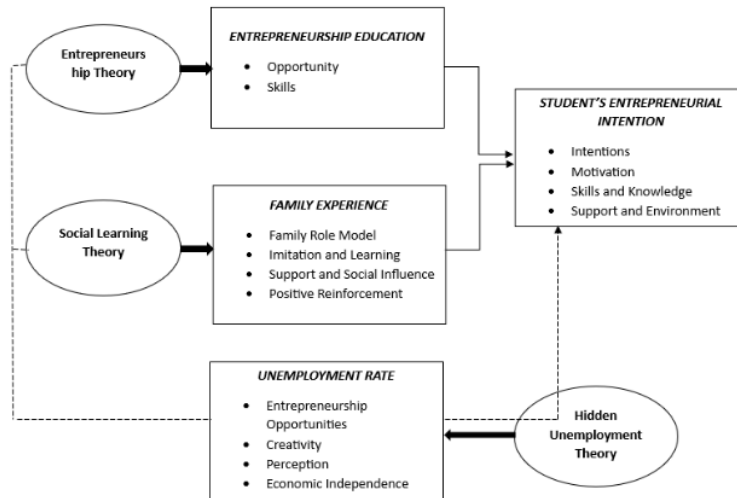 Entrepreneurs
hip Theory
ENTREPRENEURSHIP EDUCATION
• Opportunity
• Skills
STUDENT'S ENTREPRENEURIAL
INTENTION
• Intentions
• Motivation
• Skills and Knowledge
• Support and Environment
Social Learning
Theory
FAMILY EXPERIENCE
• Family Role Model
• Imitation and Learning
• Support and Social Influence
• Positive Reinforcement
UNEMPLOYMENT RATE
• Entrepreneurship
Opportunities
• Creativity
• Perception
• Economic Independence
Hidden
Unemployment
Theory